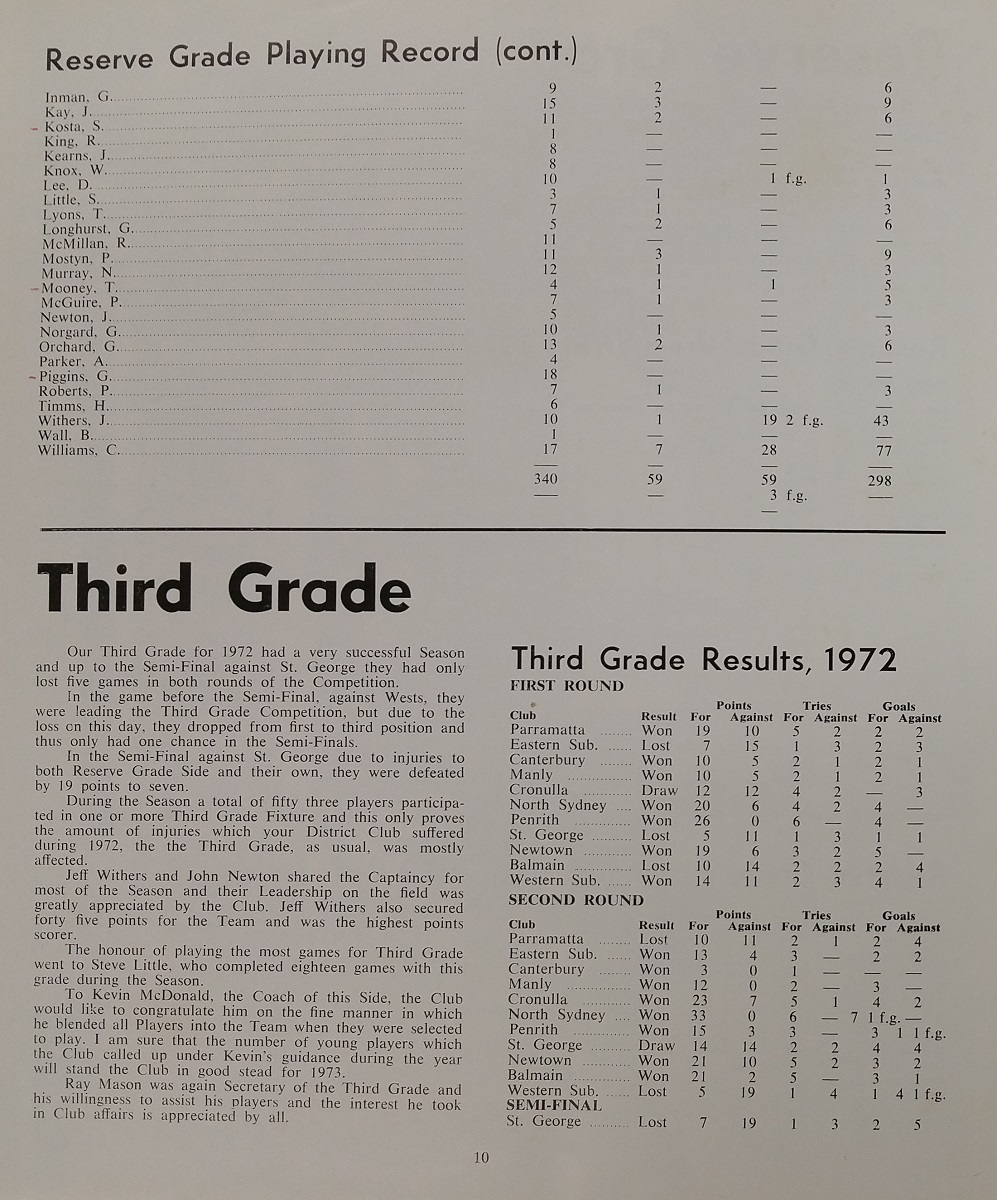 Reserve Grade Playing Record (cont.)
Inman, G. 9 2 — 6
Kay, J. 15 3 — 9
Kosta, S. 11 2 — 6
King, R. 1 — — —
Kearns, J. 8 — — —
Knox, W. 8 — — —
Lee, D. 10 — 1 f.g. 1
Little, S. 3 1 — 3
Lyons, T. 7 1 — 3
Longhurst, G. 5 2 — 6
McMillan, R. 11 — — —
Mostyn, P. 11 3 — 9
Murray, N. 12 1 — 3
Mooney, T. 4 1 1 5
McGuire, P. 7 1 — 3
Newton, J. 5 — — —
Norgard, G. 10 1 — 3
Orchard, G. 13 2 — 6
Parker, A. 4 — — —
Piggins, G. 18 — — —
Roberts, P. 7 1 — 3
Timms, H. 6 — — —
Withers, J. 10 1 19 2 f.g. 43
Wall, B. 1 — — —
Williams, C. 17 7 28 77
340 59 59 298
3 f.g.
Third Grade
Our Third Grade for 1972 had a very successful Season
and up to the Semi-Final against St. George they had only
lost five games in both rounds of the Competition.
In the game before the Semi-Final, against Wests, they
were leading the Third Grade Competition, but due to the
loss on this day, they dropped from first to third position and
thus only had one chance in the Semi-Finals.
In the Semi-Final against St. George due to injuries to
both Reserve Grade Side and their own, they were defeated
by 19 points to seven.
During the Season a total of fifty three players participa-
ted in one or more Third Grade Fixture and this only proves
the amount of injuries which your District Club suffered
during 1972, the the Third Grade, as usual, was mostly
affected.
Jeff Withers and John Newton shared the Captaincy for
most of the Season and their Leadership on the field was
greatly appreciated by the Club. Jeff Withers also secured
forty five points for the Team and was the highest points
scorer.
The honour of playing the most games for Third Grade
went to Steve Little, who completed eighteen games with this
grade during the Season.
To Kevin McDonald, the Coach of this Side, the Club
would like to congratulate him on the fine manner in which
he blended all Players into the Team when they were selected
to play. I am sure that the number of young players which
the Club called up under Kevin's guidance during the year
will stand the Club in good stead for 1973.
Ray Mason was again Secretary of the Third Grade and
his willingness to assist his players and the interest he took
in Club affairs is appreciated by all.
Third Grade Results, 1972
FIRST ROUND
Points Tries Goals
Club Result For Against For Against For Against
Parramatta ........ Won 19 10 5 2 2 2
Eastern Sub. ...... Lost 7 15 1 3 2 3
Canterbury ......... Won 10 5 2 1 2 1
Manly ............. Won 10 5 2 1 2 1
Cronulla ........... Draw 12 12 4 2 — 3
North Sydney .... Won 20 6 4 2 4 —
Penrith ............ Won 26 0 6 — 4 —
St. George ......... Lost 5 11 1 3 1 1
Newtown ........... Won 19 6 3 2 5 —
Balmain ........... Lost 10 14 2 2 2 4
Western Sub. ...... Won 14 11 2 3 4 1
SECOND ROUND
Points Tries Goals
Club Result For Against For Against For Against
Parramatta ........ Lost 10 11 2 1 2 4
Eastern Sub. ...... Won 13 4 3 — 2 2
Canterbury ......... Won 3 0 1 — — —
Manly ............. Won 12 0 2 — 3 —
Cronulla ........... Won 23 7 5 1 4 2
North Sydney .... Won 33 0 6 — 7 1 f.g. —
Penrith ............ Won 15 3 3 — 3 1 1 f.g.
St. George .......... Draw 14 14 2 2 4 4
Newtown ........... Won 21 10 5 2 3 2
Balmain ........... Won 21 2 5 — 3 1
Western Sub. ...... Lost 5 19 1 4 1 4 1 f.g.
SEMI-FINAL
St. George .......... Lost 7 19 1 3 2 5
10